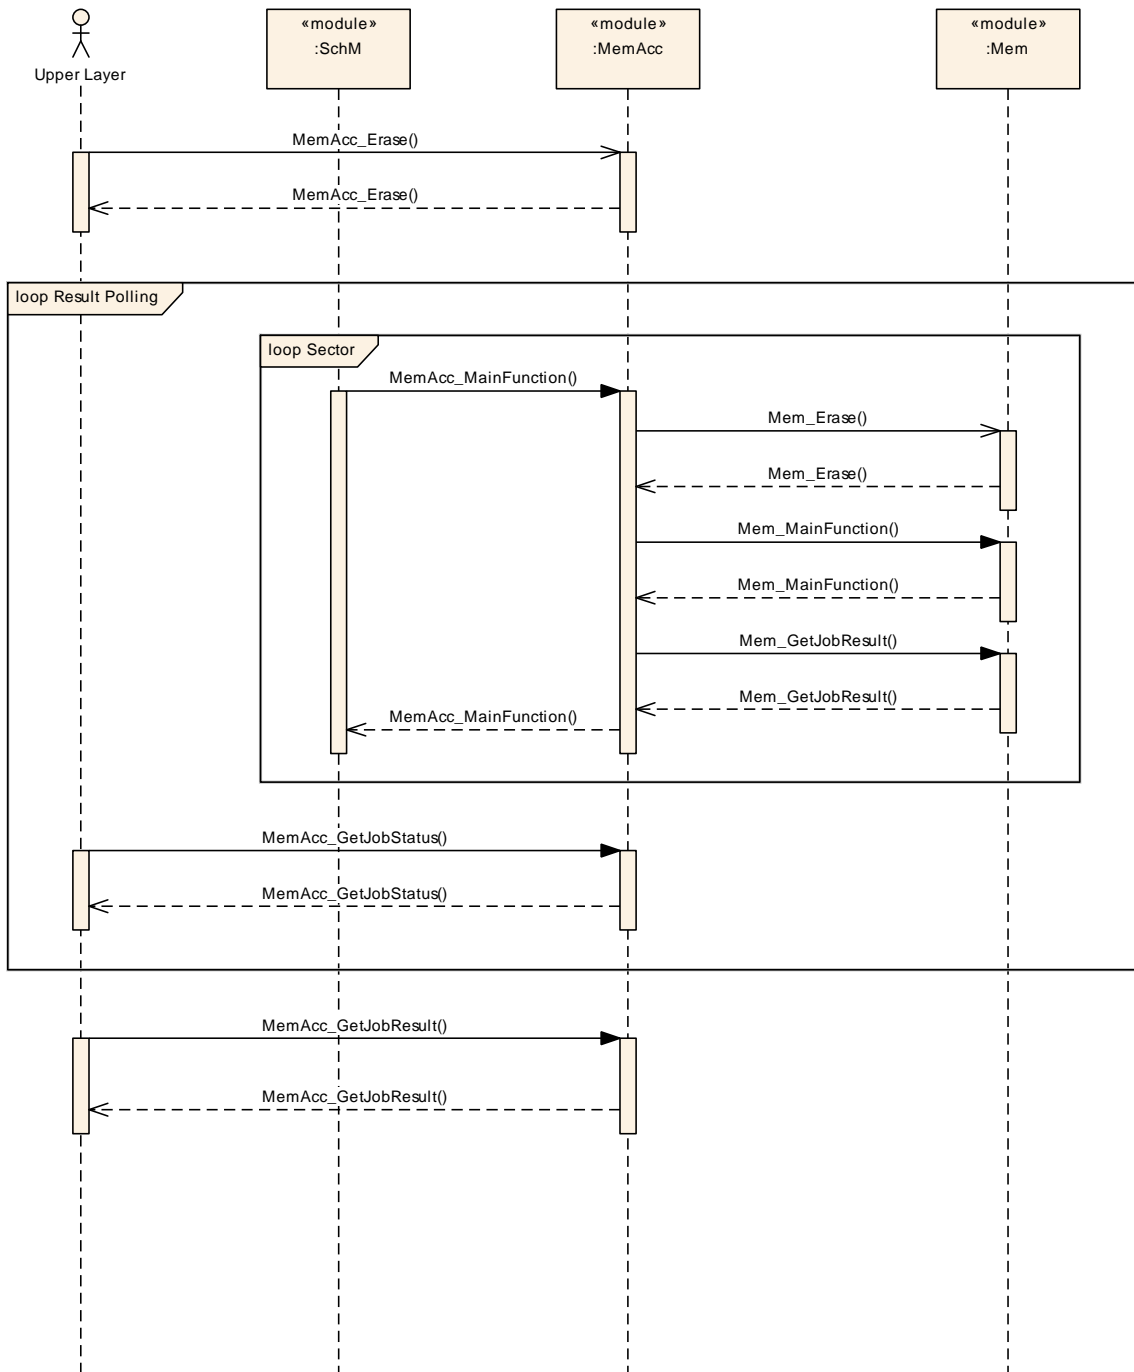 «module»
:SchM
«module»
:MemAcc
«module»
:Mem
Upper Layer
MemAcc_Erase()
MemAcc_Erase()
loop Result Polling
loop Sector
MemAcc_MainFunction()
Mem_Erase()
Mem_Erase()
Mem_MainFunction()
Mem_MainFunction()
Mem_GetJobResult()
Mem_GetJobResult()
MemAcc_MainFunction()
MemAcc_GetJobStatus()
MemAcc_GetJobStatus()
MemAcc_GetJobResult()
MemAcc_GetJobResult()